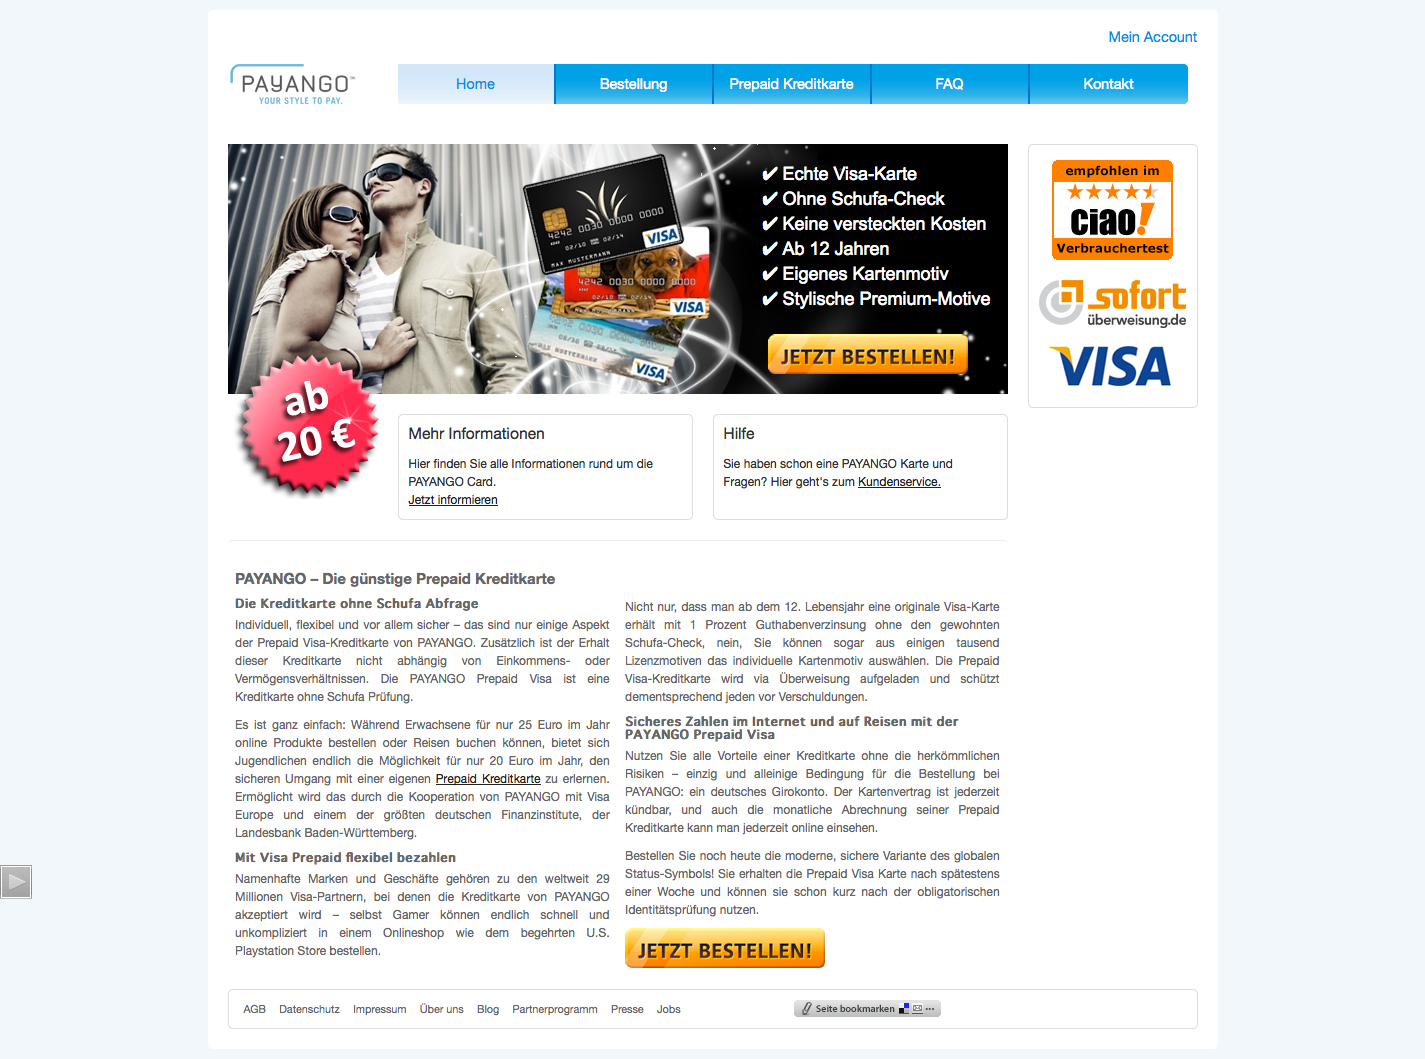 Mein Account
PAYANGO™
YOUR STYLE TO PAY.
Home
Bestellung
Prepaid Kreditkarte
FAQ
Kontakt
✔ Echte Visa-Karte
✔ Ohne Schufa-Check
✔ Keine versteckten Kosten
✔ Ab 12 Jahren
✔ Eigenes Kartenmotiv
✔ Stylische Premium-Motive
JETZT BESTELLEN!
4242 0030 0000 0000
02/10 02/14
MAX MUSTERMANN
VISA
4242 0030 0000 0000
02/10 02/14
VISA
VISA
ab
20 €
empfohlen im
ciao!
Verbrauchertest
sofort
überweisung.de
VISA
Mehr Informationen
Hier finden Sie alle Informationen rund um die
PAYANGO Card.
Jetzt informieren
Hilfe
Sie haben schon eine PAYANGO Karte und
Fragen? Hier geht's zum Kundenservice.
PAYANGO – Die günstige Prepaid Kreditkarte
Die Kreditkarte ohne Schufa Abfrage
Individuell, flexibel und vor allem sicher – das sind nur einige Aspekt
der Prepaid Visa-Kreditkarte von PAYANGO. Zusätzlich ist der Erhalt
dieser Kreditkarte nicht abhängig von Einkommens- oder
Vermögensverhältnissen. Die PAYANGO Prepaid Visa ist eine
Kreditkarte ohne Schufa Prüfung.
Es ist ganz einfach: Während Erwachsene für nur 25 Euro im Jahr
online Produkte bestellen oder Reisen buchen können, bietet sich
Jugendlichen endlich die Möglichkeit für nur 20 Euro im Jahr, den
sicheren Umgang mit einer eigenen Prepaid Kreditkarte zu erlernen.
Ermöglicht wird das durch die Kooperation von PAYANGO mit Visa
Europe und einem der größten deutschen Finanzinstitute, der
Landesbank Baden-Württemberg.
Mit Visa Prepaid flexibel bezahlen
Namenhafte Marken und Geschäfte gehören zu den weltweit 29
Millionen Visa-Partnern, bei denen die Kreditkarte von PAYANGO
akzeptiert wird – selbst Gamer können endlich schnell und
unkompliziert in einem Onlineshop wie dem begehrten U.S.
Playstation Store bestellen.
Nicht nur, dass man ab dem 12. Lebensjahr eine originale Visa-Karte
erhält mit 1 Prozent Guthabenverzinsung ohne den gewohnten
Schufa-Check, nein, Sie können sogar aus einigen tausend
Lizenzmotiven das individuelle Kartenmotiv auswählen. Die Prepaid
Visa-Kreditkarte wird via Überweisung aufgeladen und schützt
dementsprechend jeden vor Verschuldungen.
Sicheres Zahlen im Internet und auf Reisen mit der
PAYANGO Prepaid Visa
Nutzen Sie alle Vorteile einer Kreditkarte ohne die herkömmlichen
Risiken – einzig und alleinige Bedingung für die Bestellung bei
PAYANGO: ein deutsches Girokonto. Der Kartenvertrag ist jederzeit
kündbar, und auch die monatliche Abrechnung seiner Prepaid
Kreditkarte kann man jederzeit online einsehen.
Bestellen Sie noch heute die moderne, sichere Variante des globalen
Status-Symbols! Sie erhalten die Prepaid Visa Karte nach spätestens
einer Woche und können sie schon kurz nach der obligatorischen
Identitätsprüfung nutzen.
JETZT BESTELLEN!
AGB
Datenschutz
Impressum
Über uns
Blog
Partnerprogramm
Presse
Jobs
Seite bookmarken